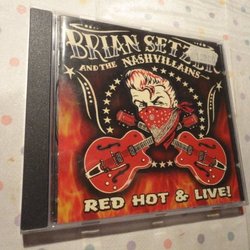 BRIAN SETZER
AND THE NASHVILLAINS
RED HOT & LIVE!